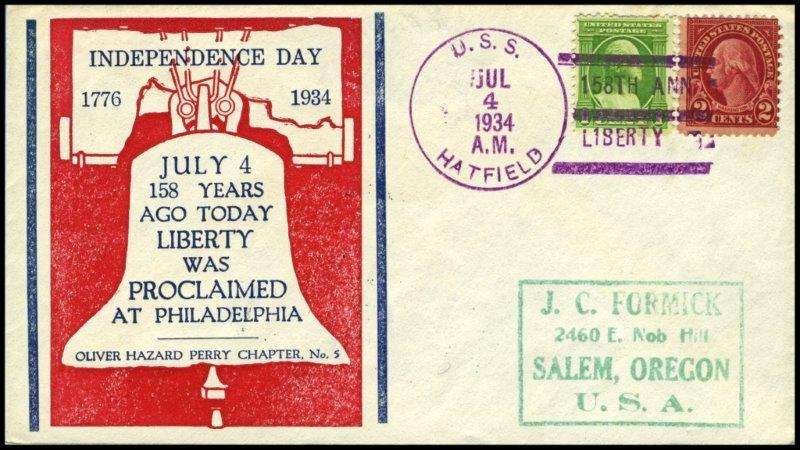 INDEPENDENCE DAY
1776 1934
JULY 4
158 YEARS
AGO TODAY
LIBERTY
WAS
PROCLAIMED
AT PHILADELPHIA
OLIVER HAZARD PERRY CHAPTER, No. 5
U.S.S.
JUL
4
1934
A.M.
HATFIELD
158TH ANN
LIBERTY
UNITED STATES POSTAGE
UNITED STATES POSTAGE
2 CENTS 2
J. C. FORMICK
2460 E. Nob Hill
SALEM, OREGON
U. S. A.